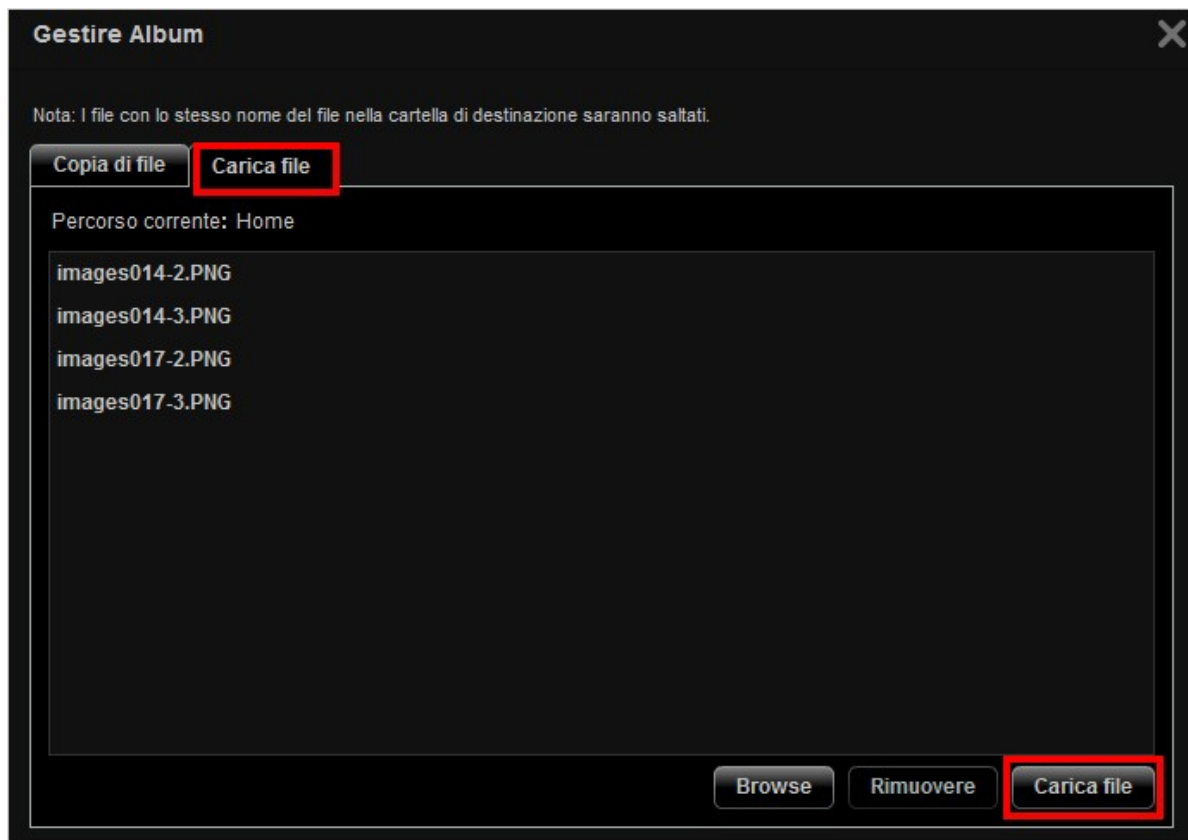 Gestire Album
Nota: I file con lo stesso nome del file nella cartella di destinazione saranno saltati.
Copia di file Carica file
Percorso corrente: Home
images014-2.PNG
images014-3.PNG
images017-2.PNG
images017-3.PNG
Browse Rimuovere Carica file